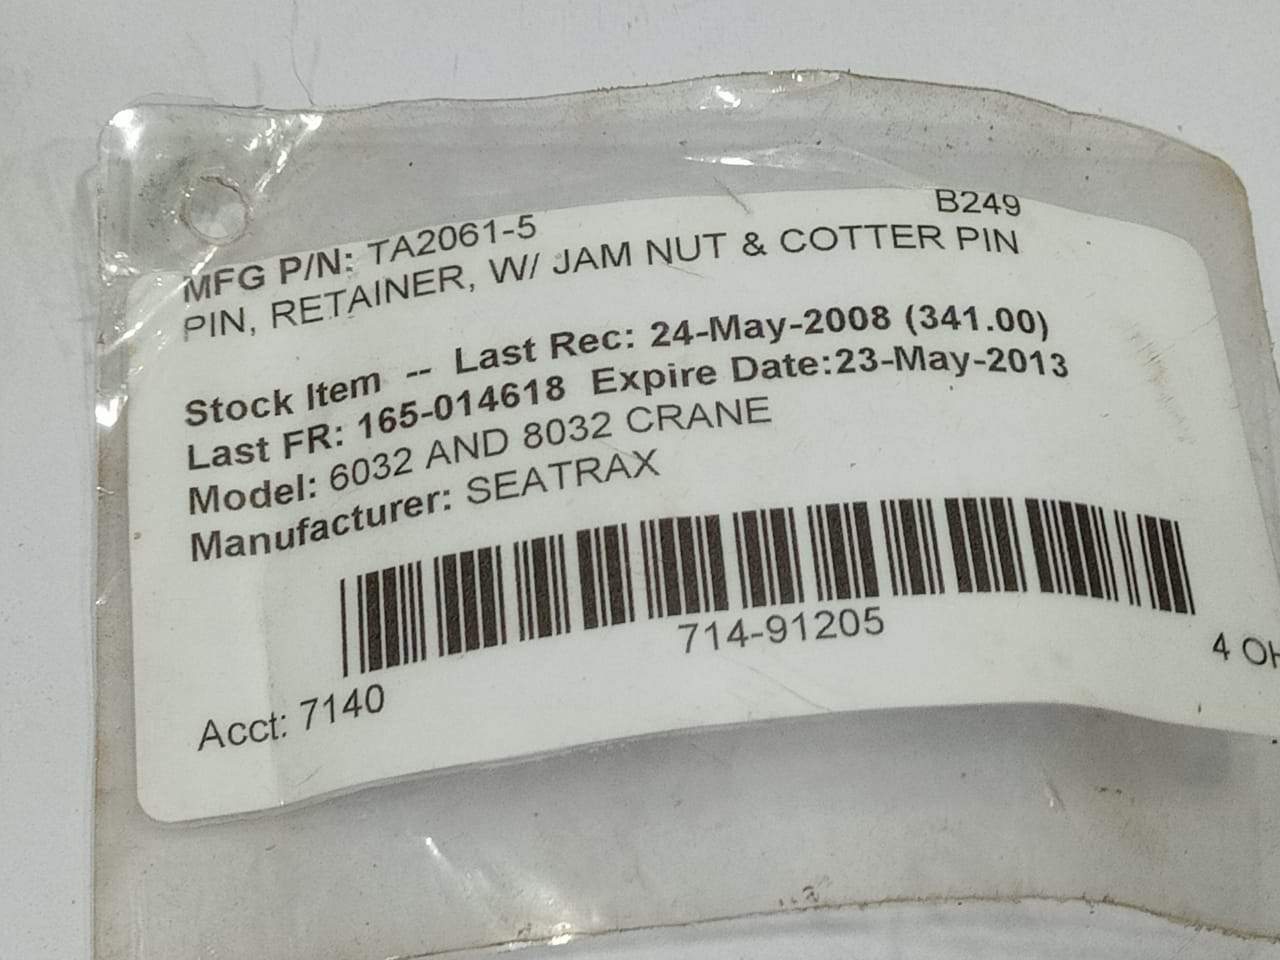 B249
MFG P/N: TA2061-5
PIN, RETAINER, W/ JAM NUT & COTTER PIN
Stock Item -- Last Rec: 24-May-2008 (341.00)
Last FR: 165-014618 Expire Date:23-May-2013
Model: 6032 AND 8032 CRANE
Manufacturer: SEATRAX
714-91205
4 OH
Acct: 7140